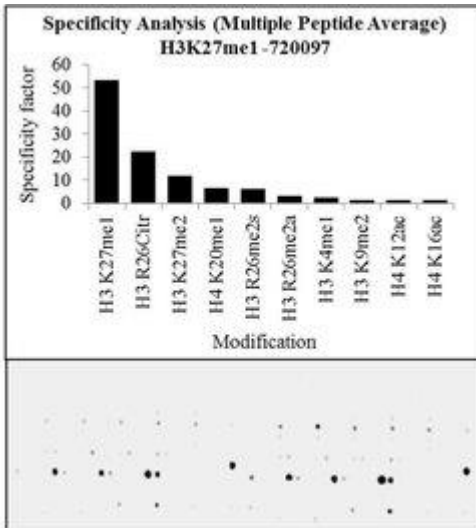 Specificity Analysis (Multiple Peptide Average)
H3K27me1 -720097
Specificity factor
60
50
40
30
20
10
0
H3 K27me1
H3 R26Citr
H3 K27me2
H4 K20me1
H3 R26me2s
H3 R26me2a
H3 K4me1
H3 K9me2
H4 K12ac
H4 K16ac
Modification